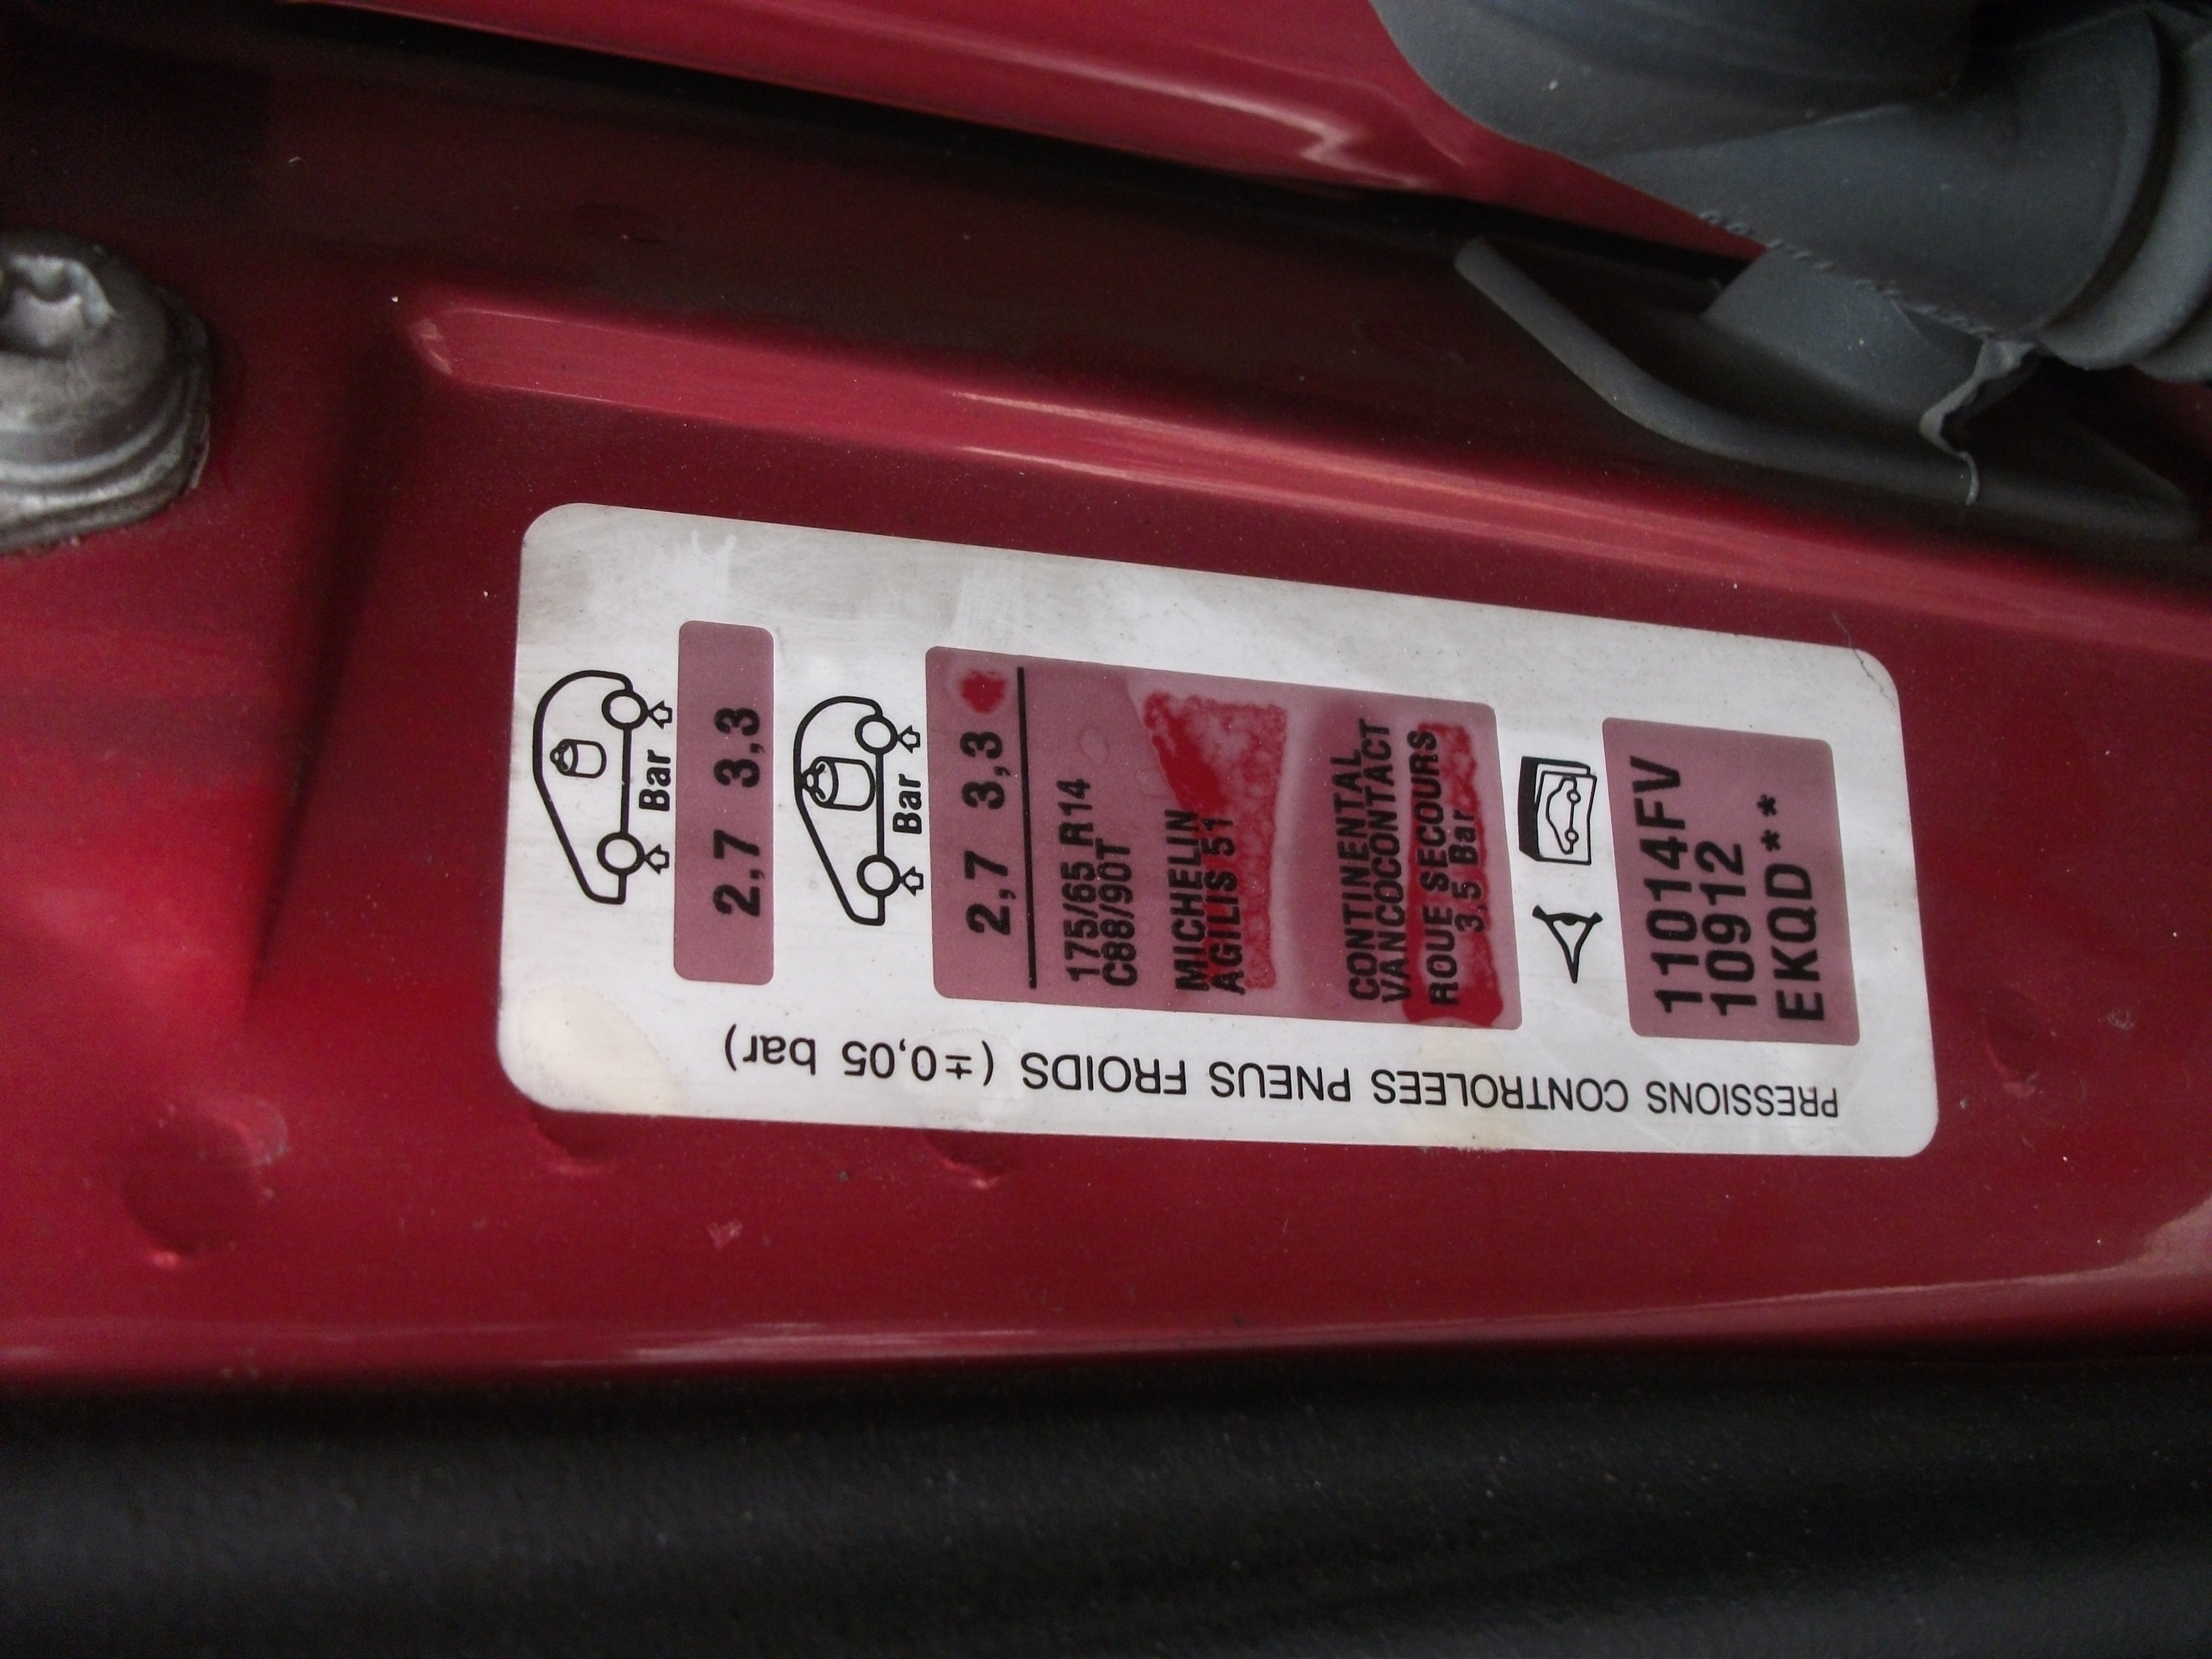 Bar
2,7 3,3
Bar
2,7 3,3
175/65 R14
C88/90T
MICHELIN
AGILIS 51
CONTINENTAL
VANCOCONTACT
ROUE SECOURS
3,5 Bar
11014FV
10912
EKQD**
PRESSIONS CONTROLEES PNEUS FROIDS (±0,05 bar)